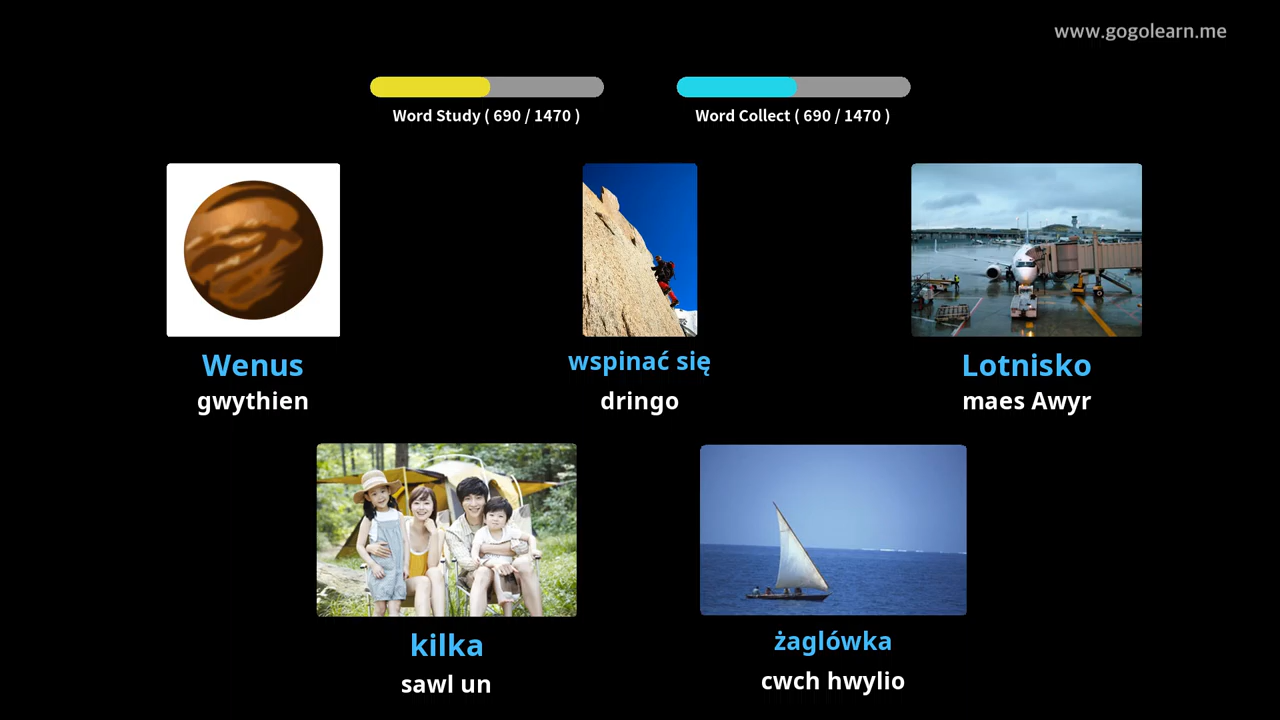 www.gogolearn.me
Word Study ( 690 / 1470 )
Word Collect ( 690 / 1470 )
Wenus
gwythien
wspinać się
dringo
Lotnisko
maes Awyr
kilka
sawl un
żaglówka
cwch hwylio